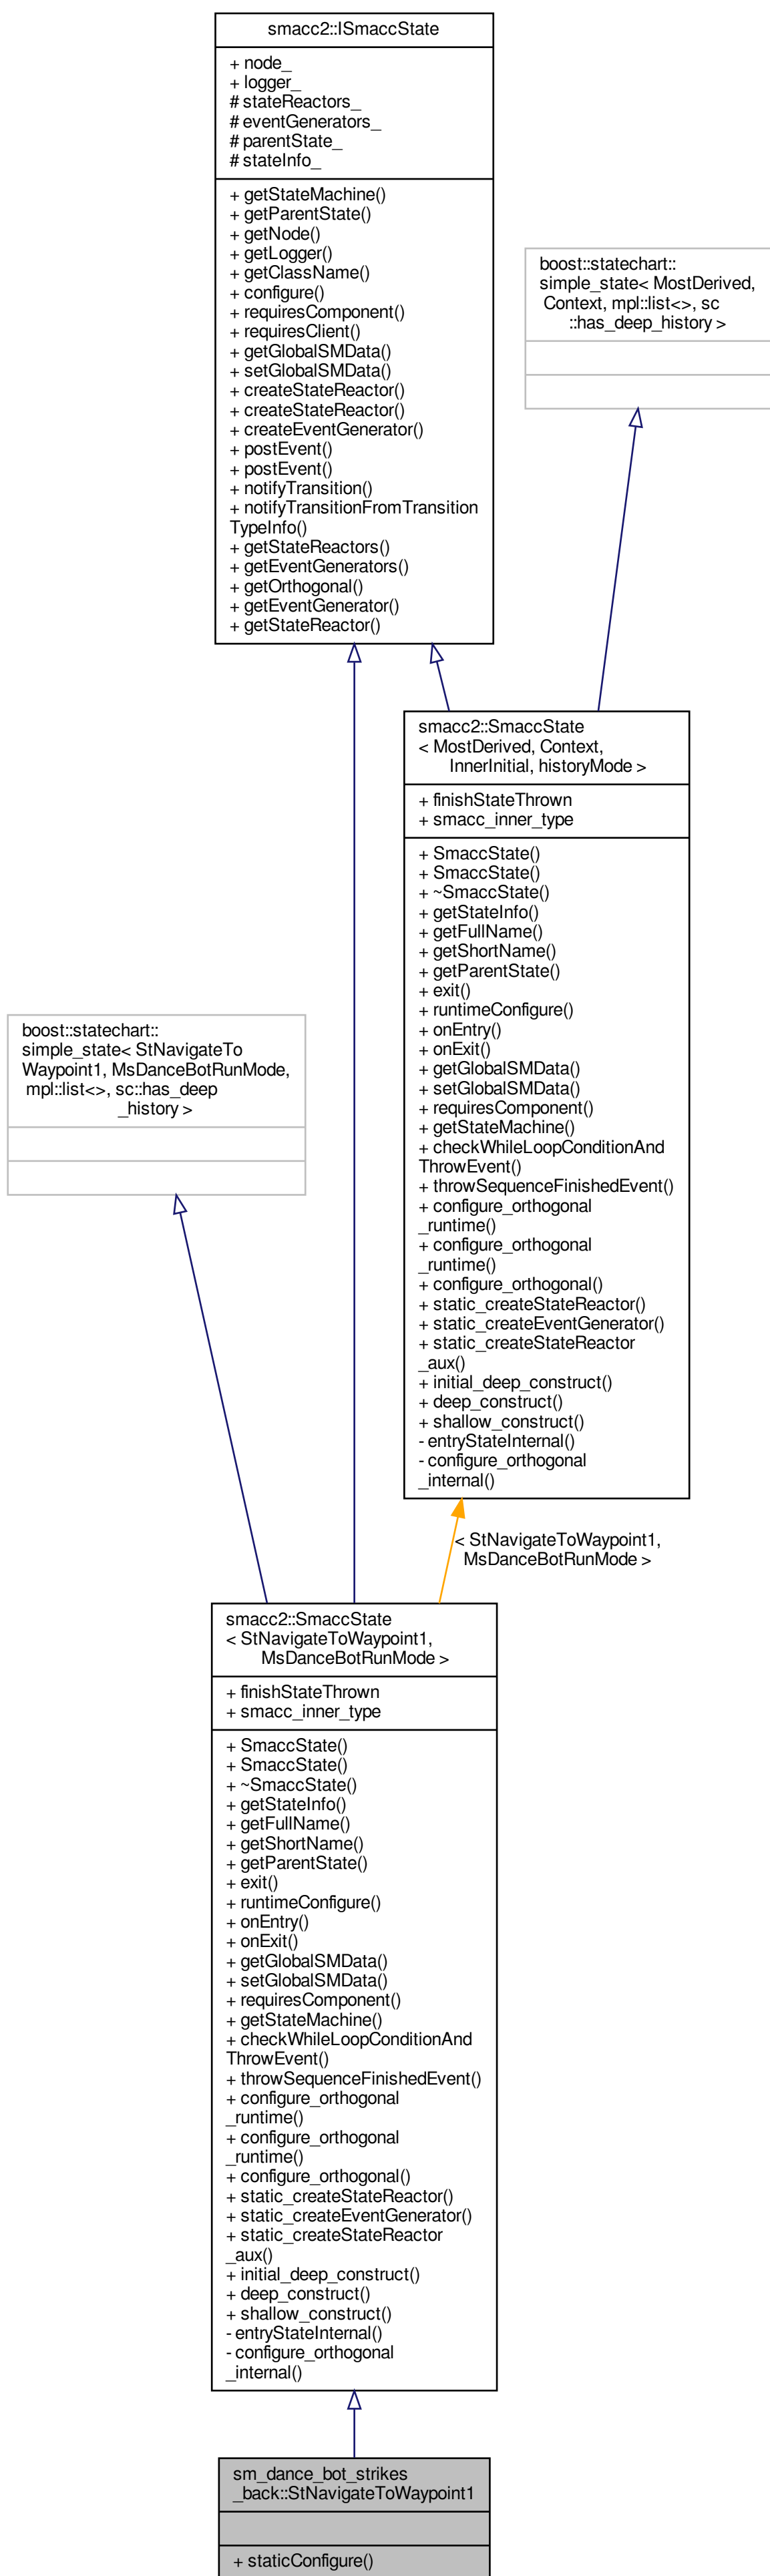 smacc2::ISmaccState
+ node_
+ logger_
# stateReactors_
# eventGenerators_
# parentState_
# stateInfo_
+ getStateMachine()
+ getParentState()
+ getNode()
+ getLogger()
+ getClassName()
+ configure()
+ requiresComponent()
+ requiresClient()
+ getGlobalSMData()
+ setGlobalSMData()
+ createStateReactor()
+ createStateReactor()
+ createEventGenerator()
+ postEvent()
+ postEvent()
+ notifyTransition()
+ notifyTransitionFromTransition
TypeInfo()
+ getStateReactors()
+ getEventGenerators()
+ getOrthogonal()
+ getEventGenerator()
+ getStateReactor()
boost::statechart::
simple_state< MostDerived,
Context, mpl::list<>, sc
::has_deep_history >
smacc2::SmaccState
< MostDerived, Context,
InnerInitial, historyMode >
+ finishStateThrown
+ smacc_inner_type
+ SmaccState()
+ SmaccState()
+ ~SmaccState()
+ getStateInfo()
+ getFullName()
+ getShortName()
+ getParentState()
+ exit()
+ runtimeConfigure()
+ onEntry()
+ onExit()
+ getGlobalSMData()
+ setGlobalSMData()
+ requiresComponent()
+ getStateMachine()
+ checkWhileLoopConditionAnd
ThrowEvent()
+ throwSequenceFinishedEvent()
+ configure_orthogonal
_runtime()
+ configure_orthogonal
_runtime()
+ configure_orthogonal()
+ static_createStateReactor()
+ static_createEventGenerator()
+ static_createStateReactor
_aux()
+ initial_deep_construct()
+ deep_construct()
+ shallow_construct()
- entryStateInternal()
- configure_orthogonal
_internal()
boost::statechart::
simple_state< StNavigateTo
Waypoint1, MsDanceBotRunMode,
mpl::list<>, sc::has_deep
_history >
< StNavigateToWaypoint1,
MsDanceBotRunMode >
smacc2::SmaccState
< StNavigateToWaypoint1,
MsDanceBotRunMode >
+ finishStateThrown
+ smacc_inner_type
+ SmaccState()
+ SmaccState()
+ ~SmaccState()
+ getStateInfo()
+ getFullName()
+ getShortName()
+ getParentState()
+ exit()
+ runtimeConfigure()
+ onEntry()
+ onExit()
+ getGlobalSMData()
+ setGlobalSMData()
+ requiresComponent()
+ getStateMachine()
+ checkWhileLoopConditionAnd
ThrowEvent()
+ throwSequenceFinishedEvent()
+ configure_orthogonal
_runtime()
+ configure_orthogonal
_runtime()
+ configure_orthogonal()
+ static_createStateReactor()
+ static_createEventGenerator()
+ static_createStateReactor
_aux()
+ initial_deep_construct()
+ deep_construct()
+ shallow_construct()
- entryStateInternal()
- configure_orthogonal
_internal()
sm_dance_bot_strikes
_back::StNavigateToWaypoint1
+ staticConfigure()